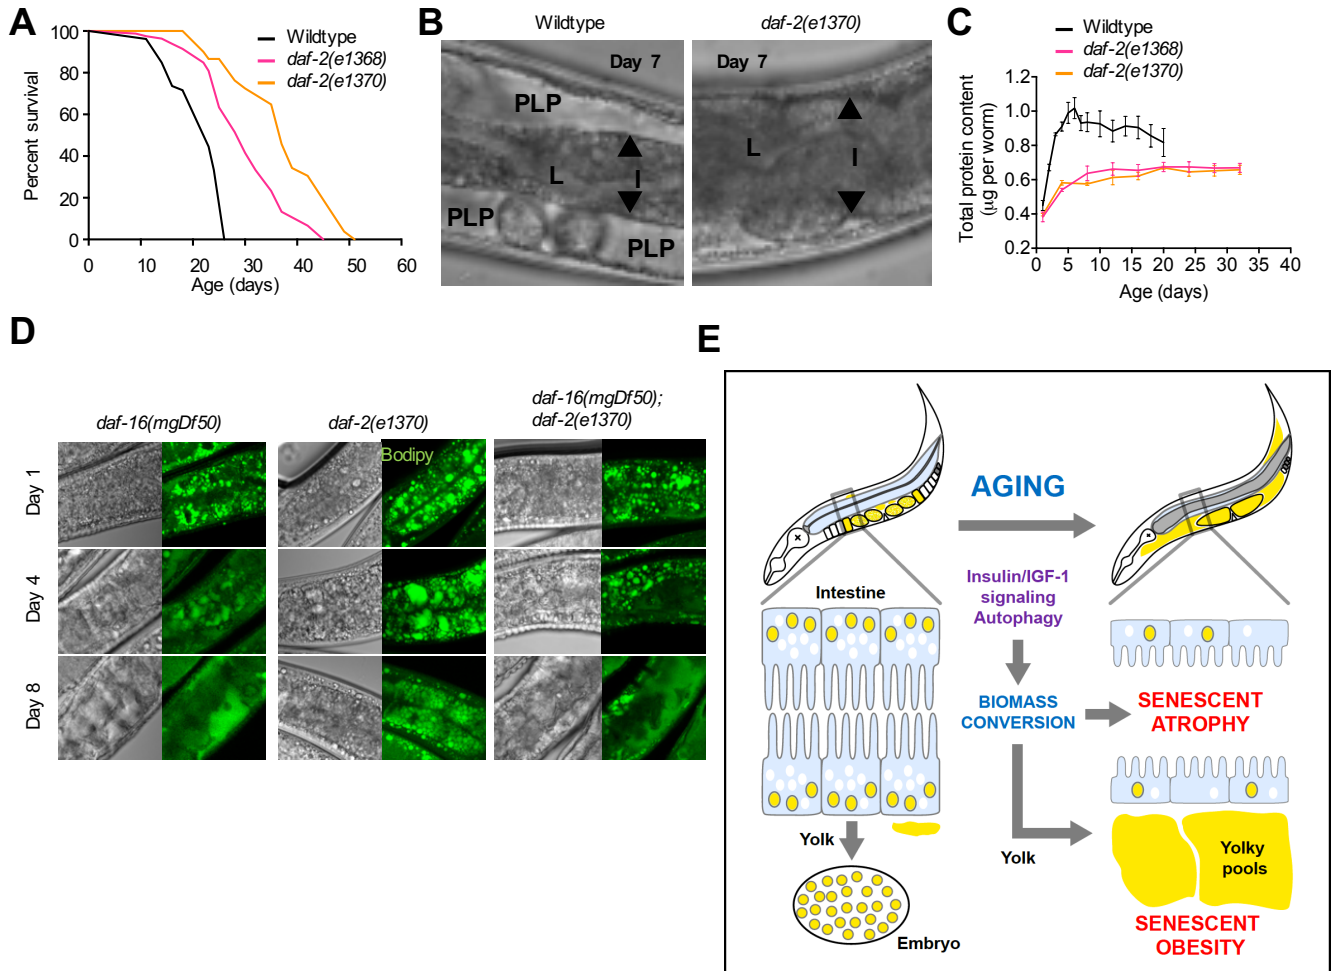 A
Wildtype
daf-2(e1368)
daf-2(e1370)
Percent survival
100
80
60
40
20
0
0
10
20
30
40
50
60
Age (days)
B
Wildtype
daf-2(e1370)
Day 7
PLP
L
I
PLP
PLP
Day 7
L
I
C
Wildtype
daf-2(e1368)
daf-2(e1370)
Total protein content
(μg per worm)
1.2
1.0
0.8
0.6
0.4
0.2
0
5
10
15
20
25
30
35
40
Age (days)
D
daf-16(mgDf50)
daf-2(e1370)
daf-16(mgDf50);
daf-2(e1370)
Bodipy
Day 1
Day 4
Day 8
E
AGING
Insulin/IGF-1
signaling
Autophagy
Intestine
BIOMASS
CONVERSION
SENESCENT
ATROPHY
Yolk
Yolk
Yolky
pools
Embryo
SENESCENT
OBESITY